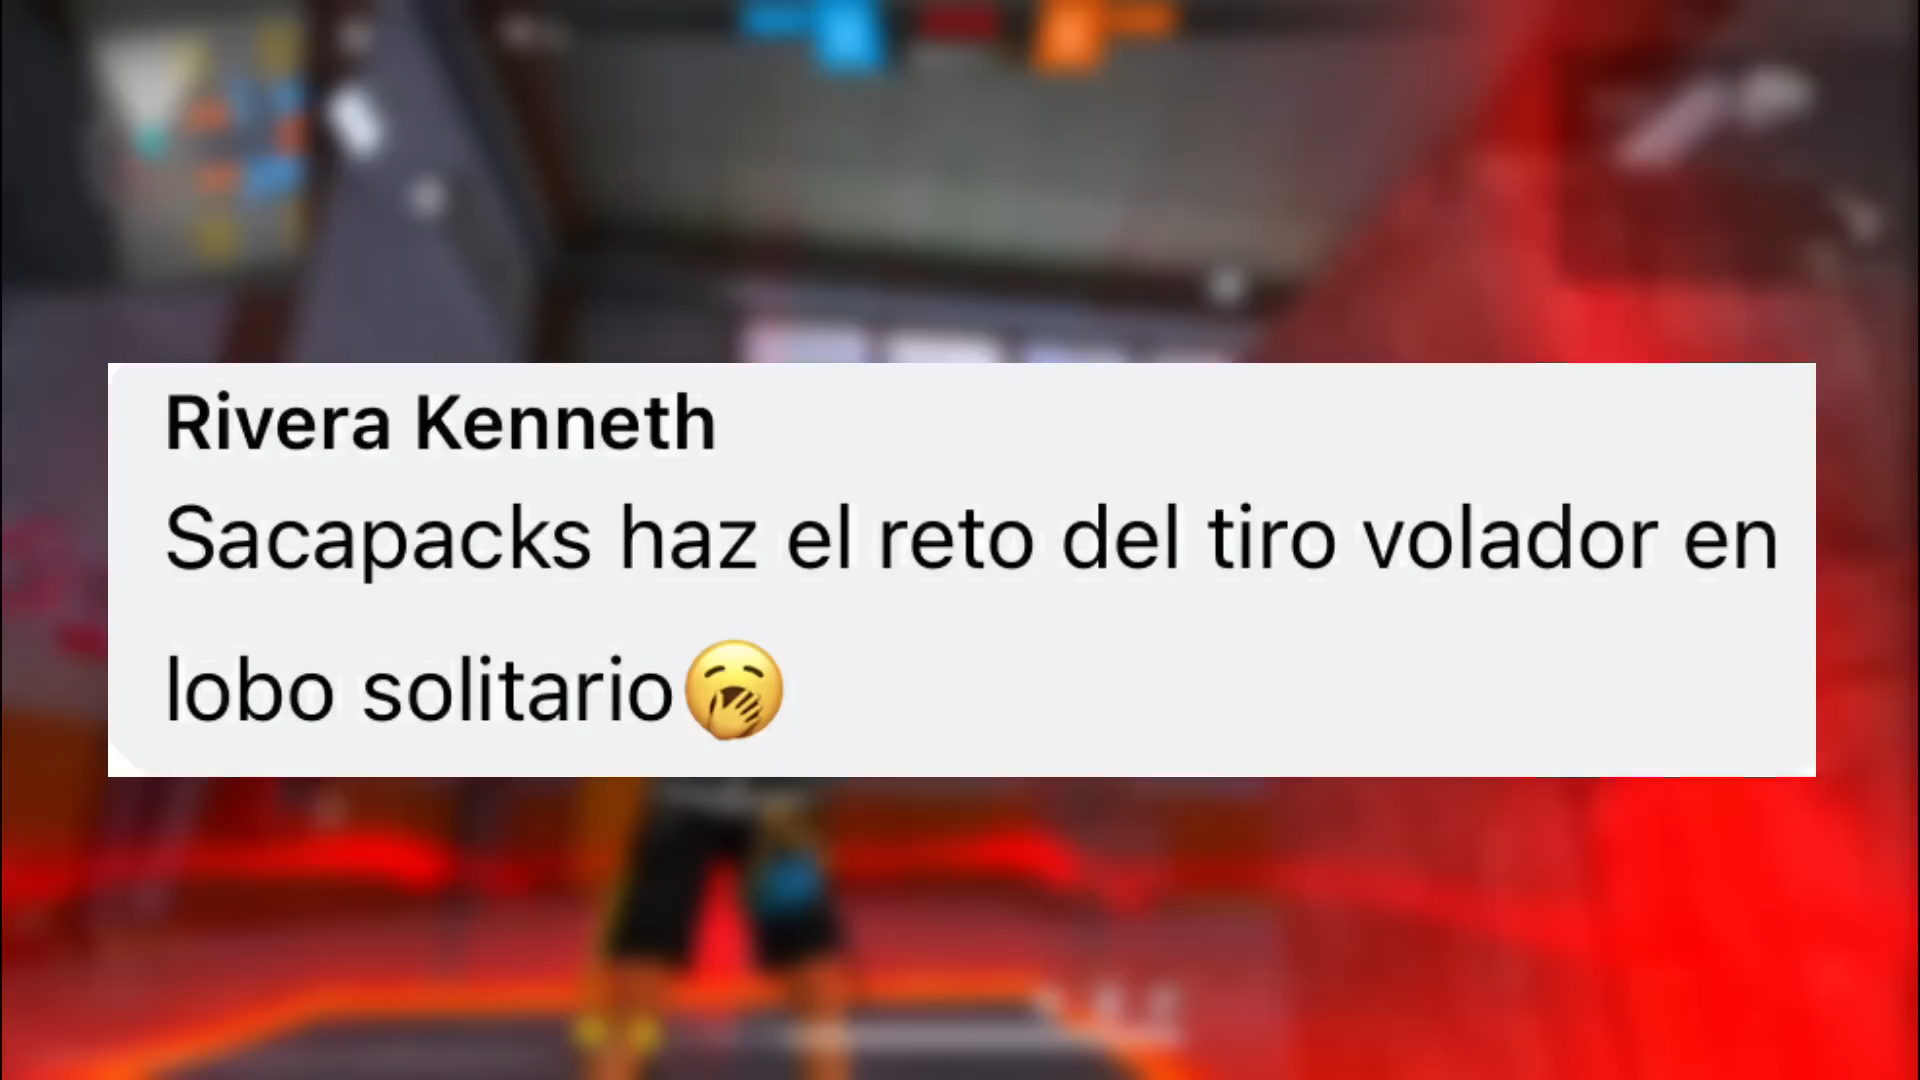 Rivera Kenneth
Sacapacks haz el reto del tiro volador en
lobo solitario🥱